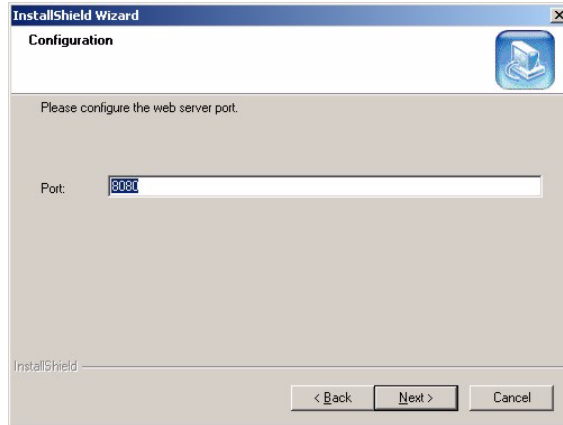 InstallShield Wizard
Configuration
Please configure the web server port.
Port: 8080
InstallShield
< Back Next > Cancel